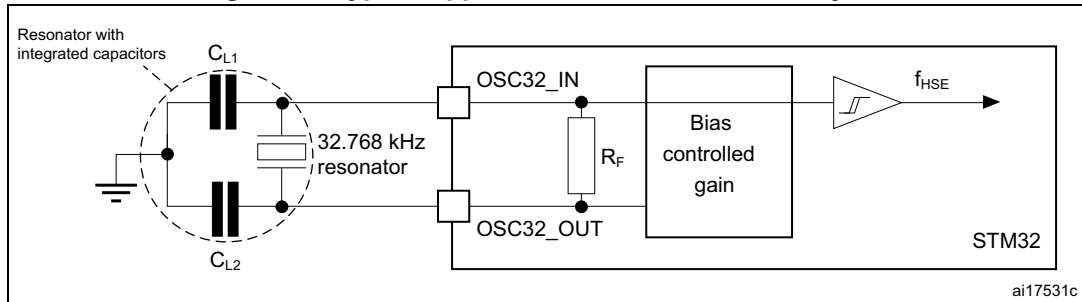 Resonator with
integrated capacitors
CL1
OSC32_IN
fHSE
32.768 kHz
resonator
RF
Bias
controlled
gain
OSC32_OUT
CL2
STM32
ai17531c